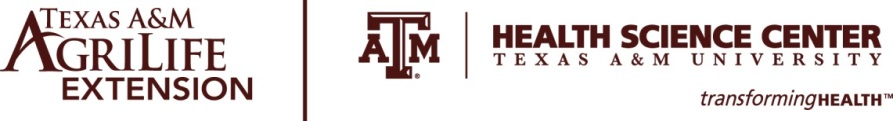 TEXAS A&M
AGRILIFE
EXTENSION
ATM®
HEALTH SCIENCE CENTER
TEXAS A&M UNIVERSITY
transformingHEALTH™